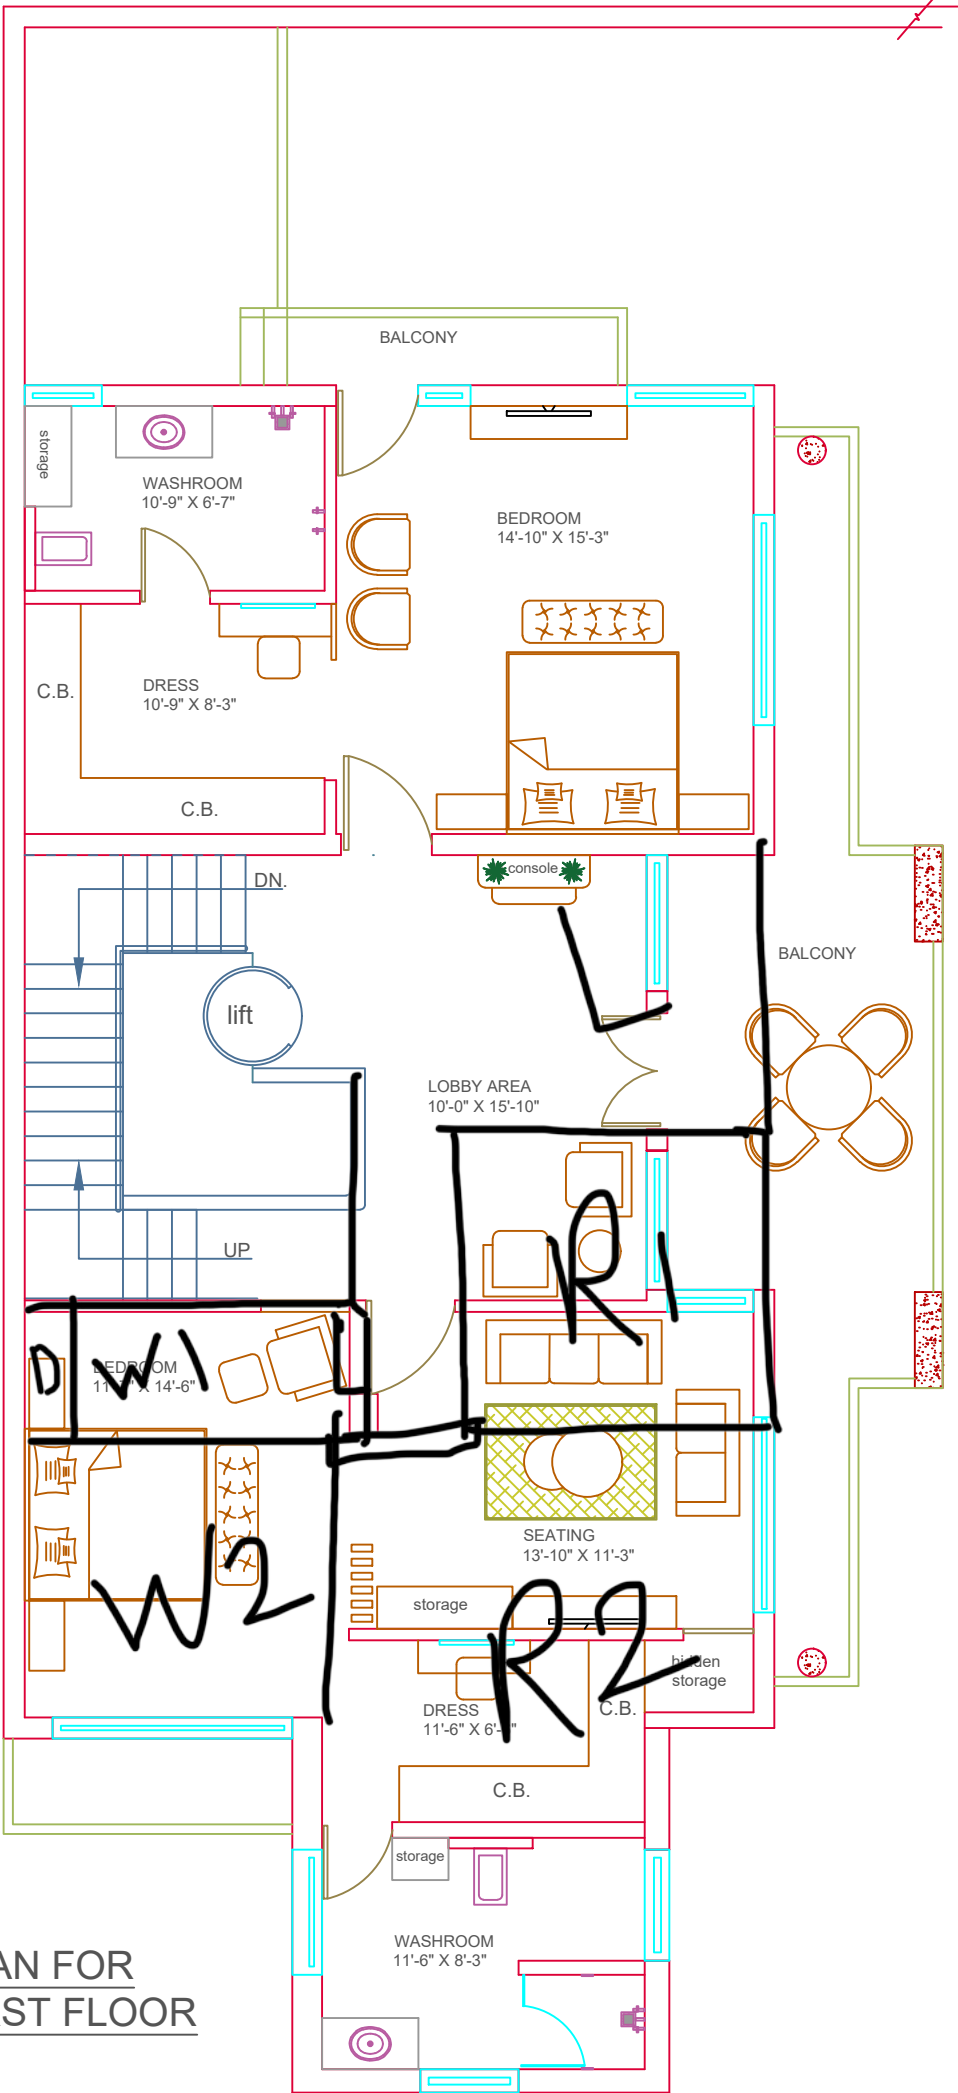 BALCONY
storage
WASHROOM
10'-9" X 6'-7"
BEDROOM
14'-10" X 15'-3"
C.B.
DRESS
10'-9" X 8'-3"
C.B.
console
DN.
BALCONY
lift
LOBBY AREA
10'-0" X 15'-10"
R1
UP
D W1
BEDROOM
X 14'-6"
W2
SEATING
13'-10" X 11'-3"
storage
R2
hidden
storage
DRESS
11'-6" X
C.B.
C.B.
storage
WASHROOM
11'-6" X 8'-3"
AN FOR
ST FLOOR